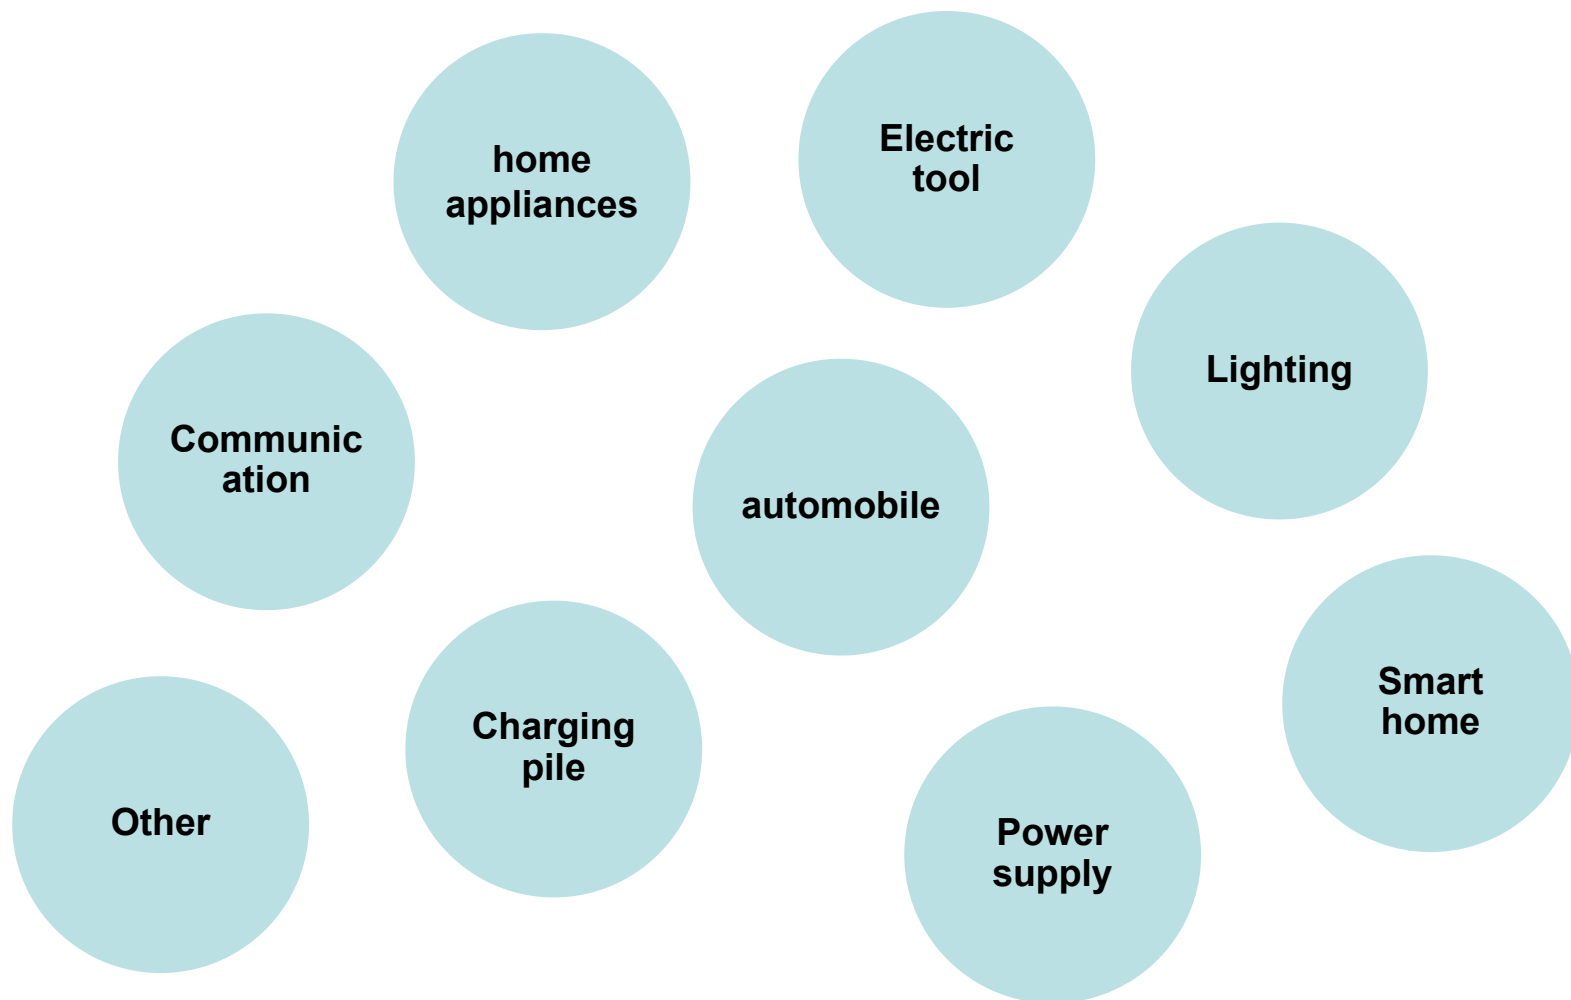 home
appliances
Electric
tool
Lighting
Communic
ation
automobile
Smart
home
Charging
pile
Other
Power
supply